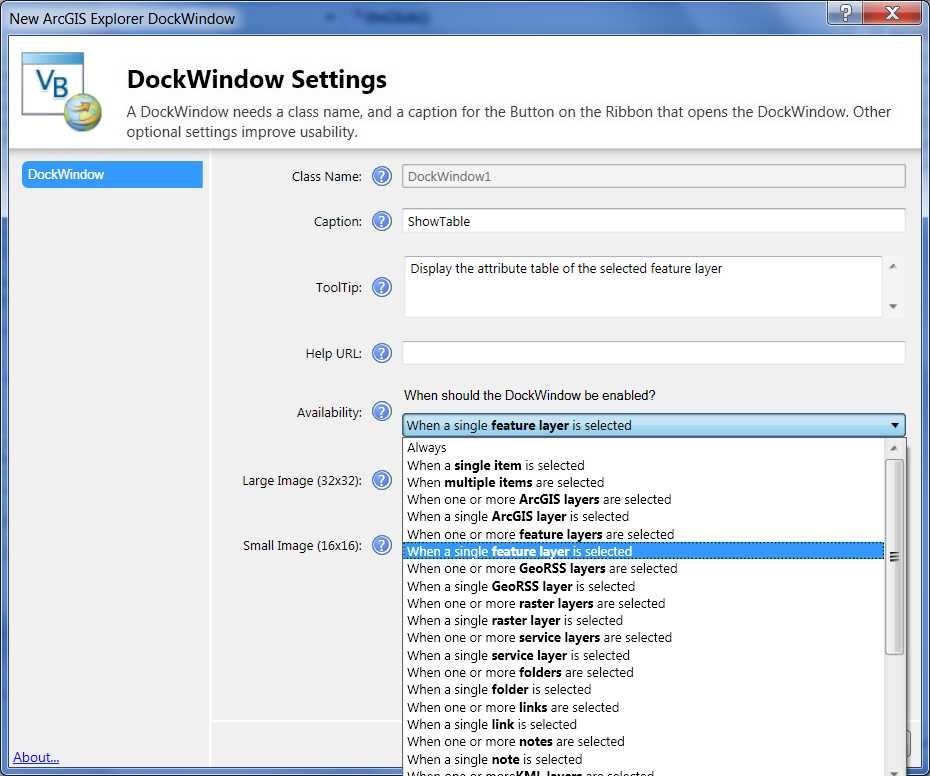 New ArcGIS Explorer DockWindow
VB
DockWindow Settings
A DockWindow needs a class name, and a caption for the Button on the Ribbon that opens the DockWindow. Other
optional settings improve usability.
DockWindow
Class Name:
DockWindow1
Caption:
ShowTable
ToolTip:
Display the attribute table of the selected feature layer
Help URL:
When should the DockWindow be enabled?
Availability:
When a single feature layer is selected
Always
When a single item is selected
When multiple items are selected
When one or more ArcGIS layers are selected
Large Image (32x32):
When a single ArcGIS layer is selected
When one or more feature layers are selected
Small Image (16x16):
When a single feature layer is selected
When one or more GeoRSS layers are selected
When a single GeoRSS layer is selected
When one or more raster layers are selected
When a single raster layer is selected
When one or more service layers are selected
When a single service layer is selected
When one or more folders are selected
When a single folder is selected
When one or more links are selected
When a single link is selected
When one or more notes are selected
When a single note is selected
When one or moreKML layers are selected
About...